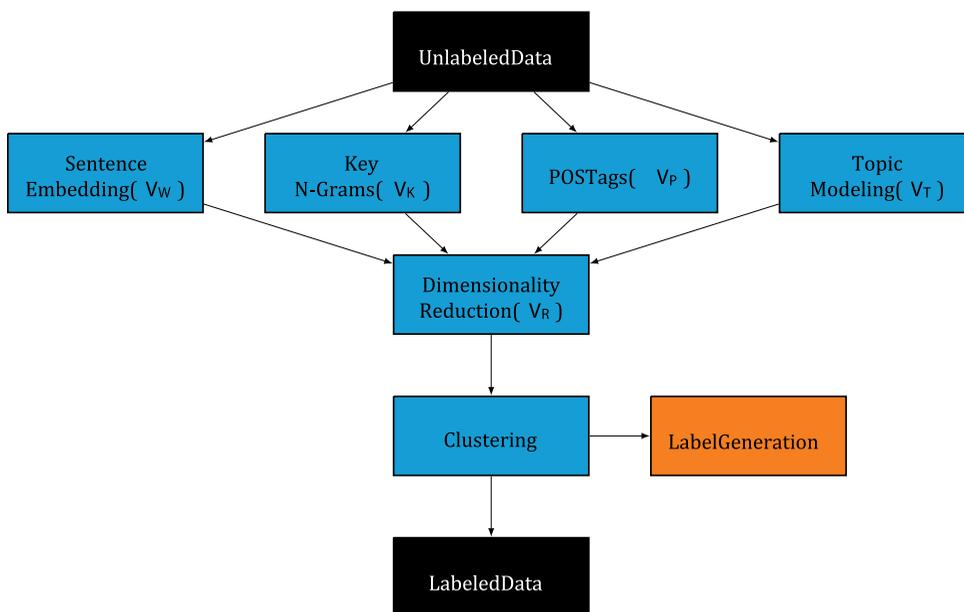 UnlabeledData
Sentence
Embedding( VW )
Key
N-Grams( VK )
POSTags( VP )
Topic
Modeling( VT )
Dimensionality
Reduction( VR )
Clustering
LabelGeneration
LabeledData